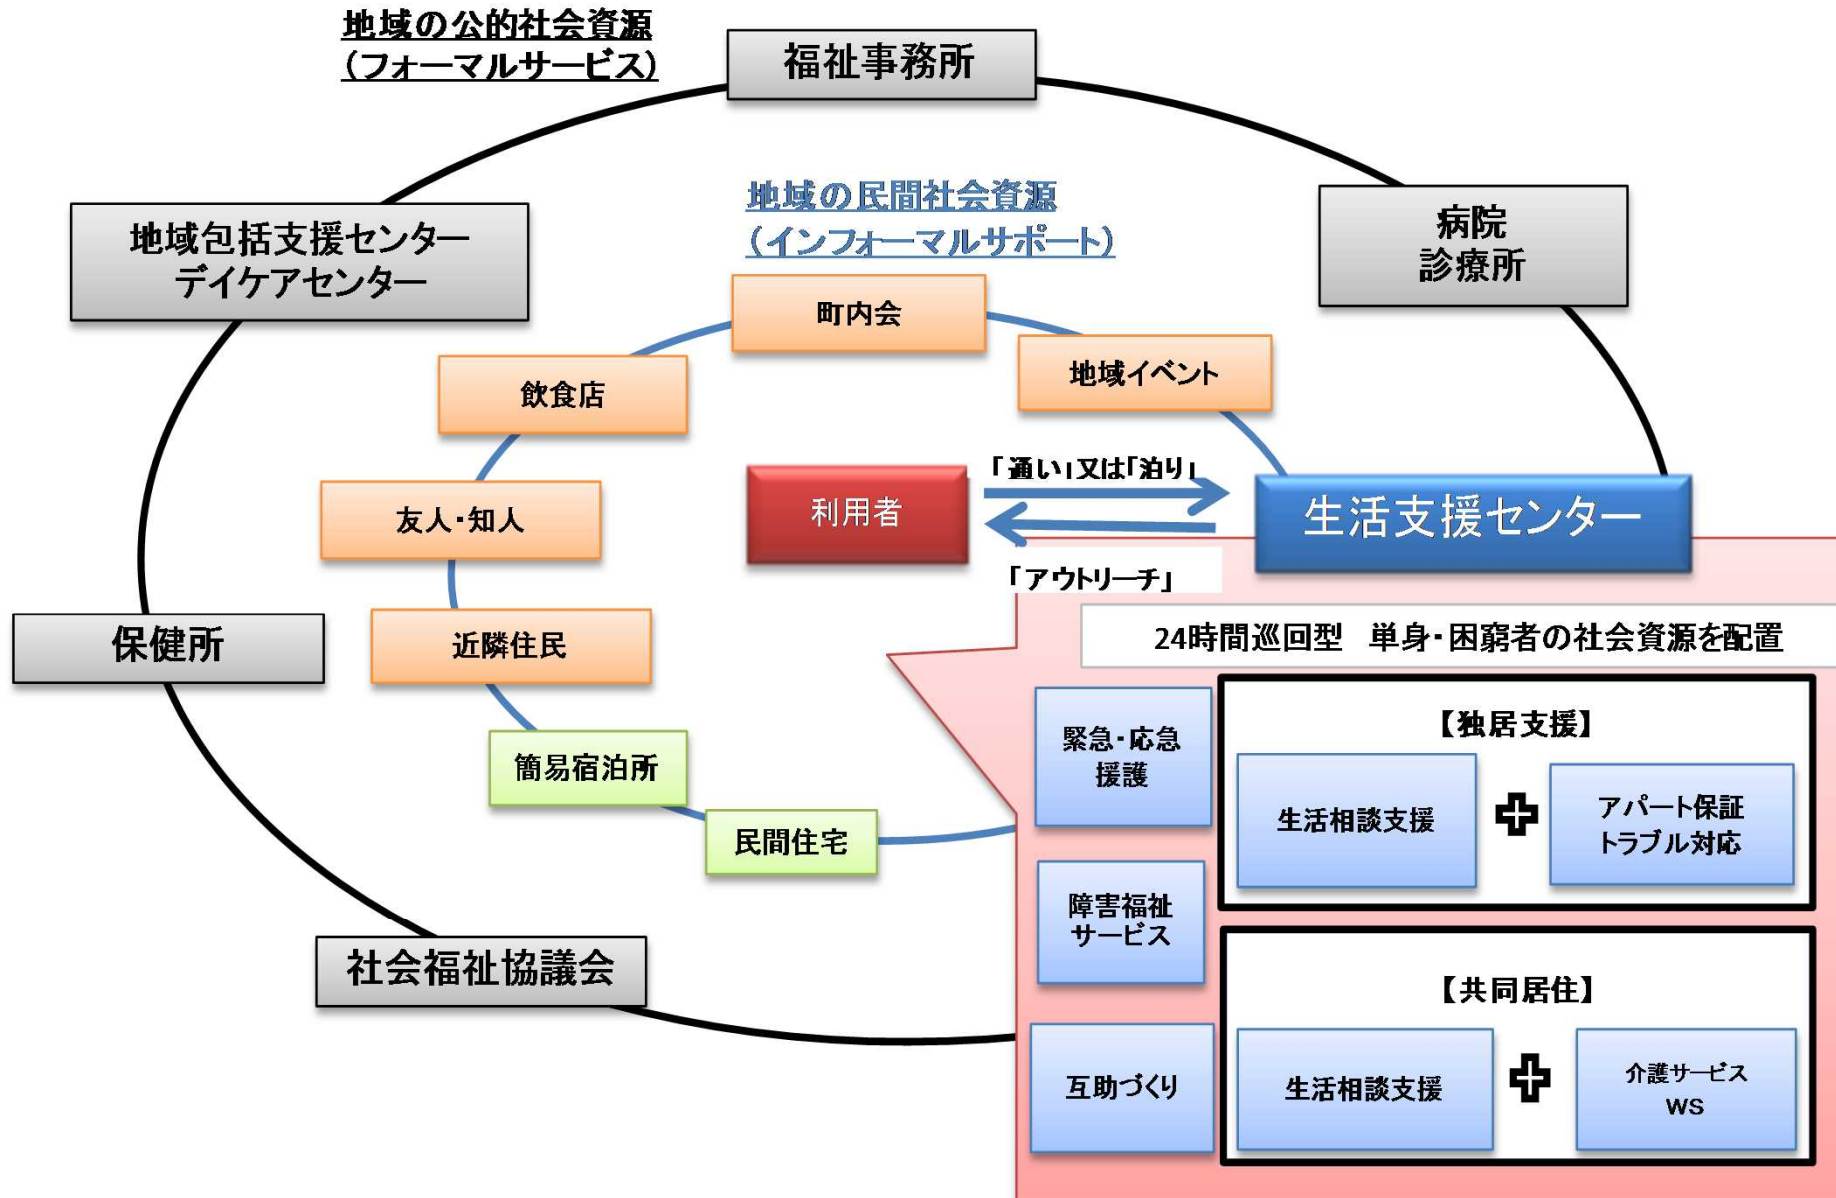 地域の公的社会資源
(フォーマルサービス)
福祉事務所
地域の民間社会資源
(インフォーマルサポート)
地域包括支援センター
デイケアセンター
病院
診療所
町内会
地域イベント
飲食店
「通い」又は「泊り」
友人・知人
利用者
生活支援センター
「アウトリーチ」
保健所
近隣住民
24時間巡回型 単身・困窮者の社会資源を配置
簡易宿泊所
民間住宅
緊急・応急
援護
【独居支援】
生活相談支援
アパート保証
トラブル対応
障害福祉
サービス
社会福祉協議会
【共同居住】
互助づくり
生活相談支援
介護サービス
WS